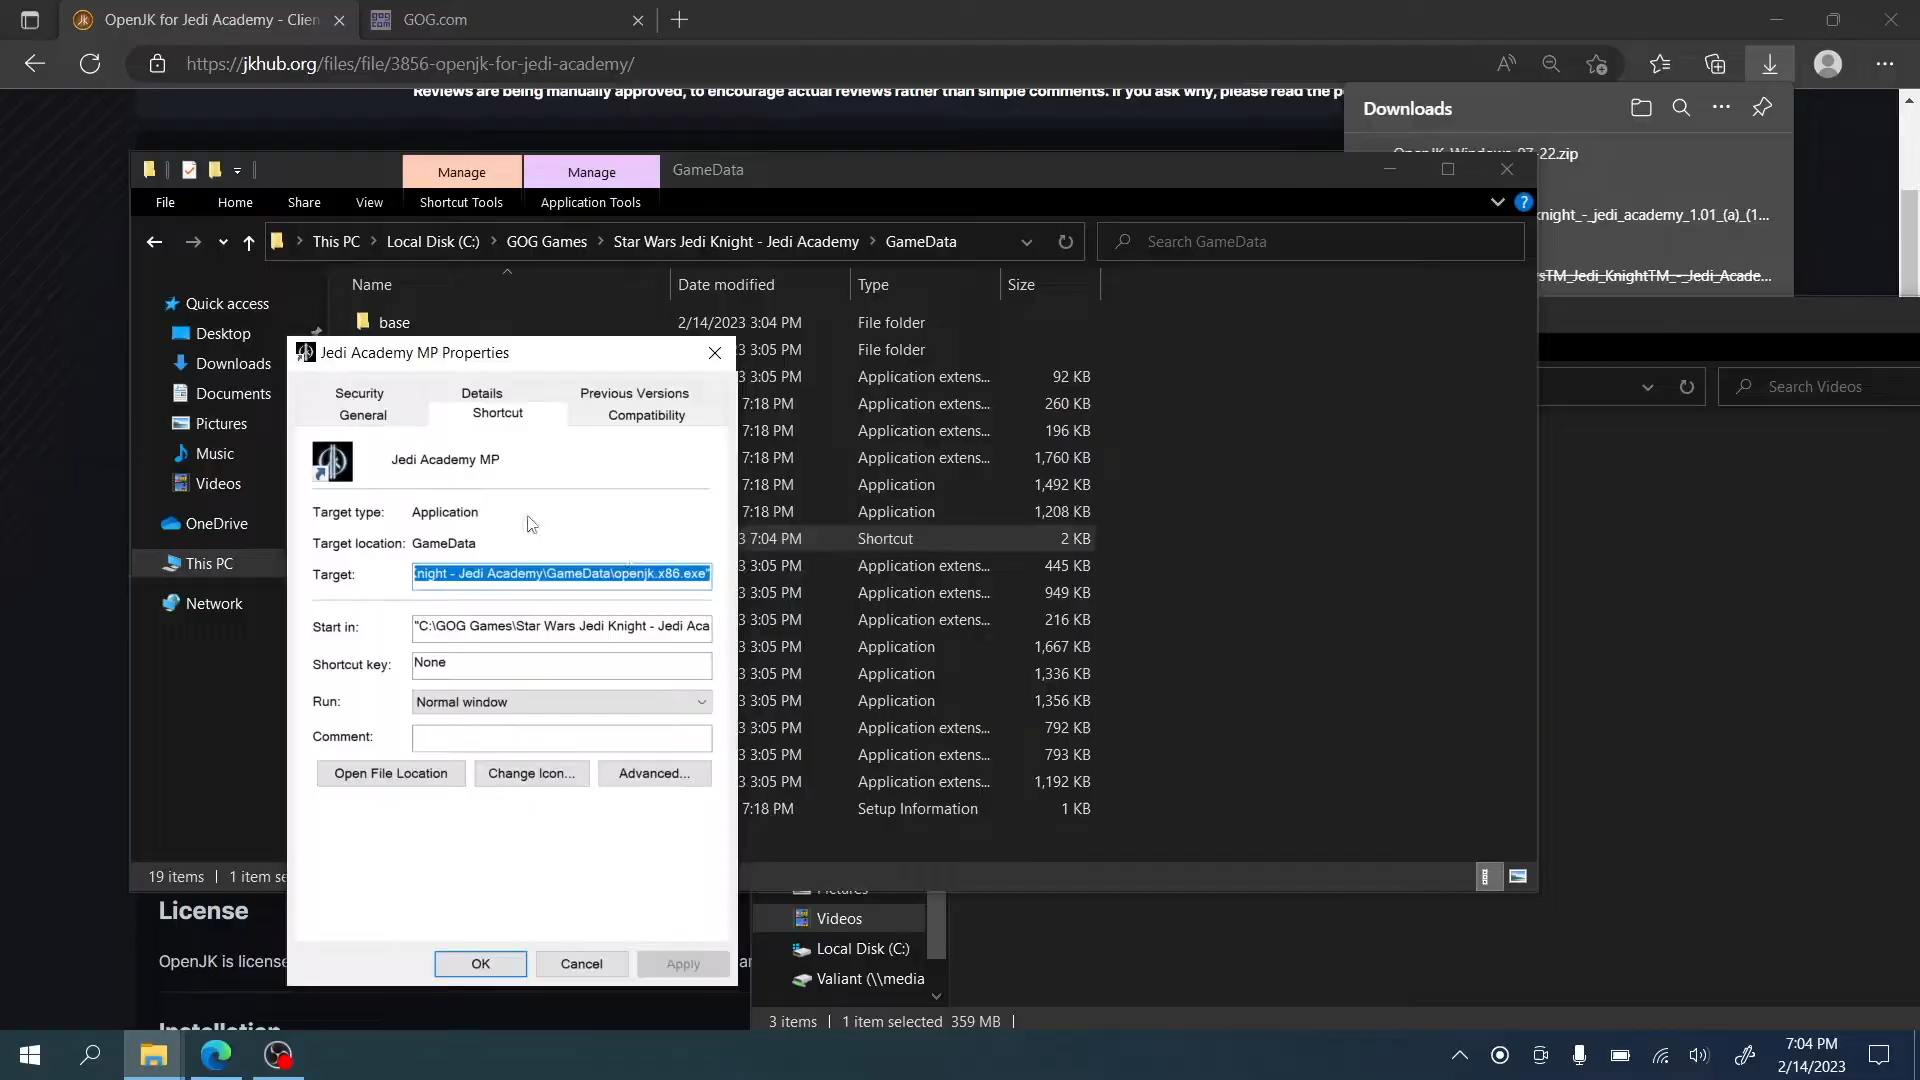 OpenJK for Jedi Academy - Clien
GOG.com
https://jkhub.org/files/file/3856-openjk-for-jedi-academy/
Reviews are being manually approved, to encourage actual reviews rather than simple comments. If you ask why, please read the p
Downloads
OpenJK-Windows-07-22.zip
knight_-_jedi_academy_1.01_(a)_(1...
sTM_Jedi_KnightTM_-_Jedi_Acade...
Manage
Manage
GameData
File
Home
Share
View
Shortcut Tools
Application Tools
This PC
Local Disk (C:)
GOG Games
Star Wars Jedi Knight - Jedi Academy
GameData
Search GameData
Name
Date modified
Type
Size
Quick access
Desktop
Downloads
Documents
Pictures
Music
Videos
OneDrive
This PC
Network
base
2/14/2023 3:04 PM
File folder
3 3:05 PM
File folder
3 3:05 PM
Application extens...
92 KB
7:18 PM
Application extens...
260 KB
7:18 PM
Application extens...
196 KB
7:18 PM
Application extens...
1,760 KB
7:18 PM
Application
1,492 KB
7:18 PM
Application
1,208 KB
3 7:04 PM
Shortcut
2 KB
3 3:05 PM
Application extens...
445 KB
3 3:05 PM
Application extens...
949 KB
3 3:05 PM
Application extens...
216 KB
3 3:05 PM
Application
1,667 KB
3 3:05 PM
Application
1,336 KB
3 3:05 PM
Application
1,356 KB
3 3:05 PM
Application extens...
792 KB
3 3:05 PM
Application extens...
793 KB
3 3:05 PM
Application extens...
1,192 KB
7:18 PM
Setup Information
1 KB
19 items
1 item se
Jedi Academy MP Properties
Security
Details
Previous Versions
General
Shortcut
Compatibility
Jedi Academy MP
Target type:
Application
Target location:
GameData
Target:
Knight - Jedi Academy\GameData\openjk.x86.exe"
Start in:
"C:\GOG Games\Star Wars Jedi Knight - Jedi Aca
Shortcut key:
None
Run:
Normal window
Comment:
Open File Location
Change Icon...
Advanced...
OK
Cancel
Apply
Search Videos
License
OpenJK is license
Installation
Pictures
Videos
Local Disk (C:)
Valiant (\\media
3 items
1 item selected 359 MB
7:04 PM
2/14/2023